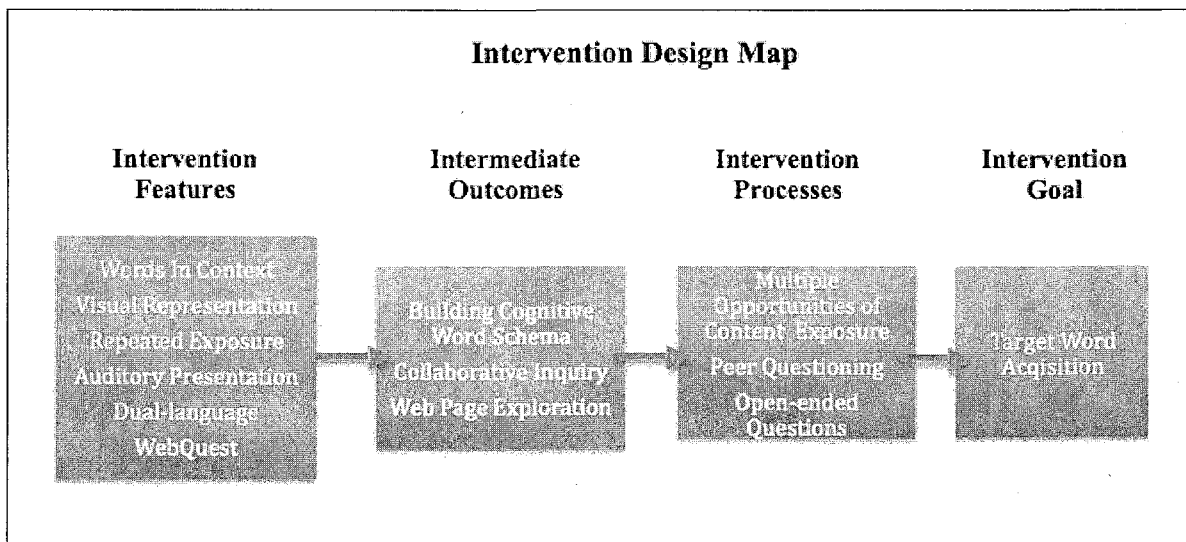 Intervention Design Map
Intervention
Features
Words in Context
Visual Representation
Repeated Exposure
Auditory Presentation
Dual-language
WebQuest
Intermediate
Outcomes
Building Cognitive
Word Schema
Collaborative Inquiry
Web Page Exploration
Intervention
Processes
Multiple
Opportunities of
Content Exposure
Peer Questioning
Open-ended
Questions
Intervention
Goal
Target Word
Acqisition